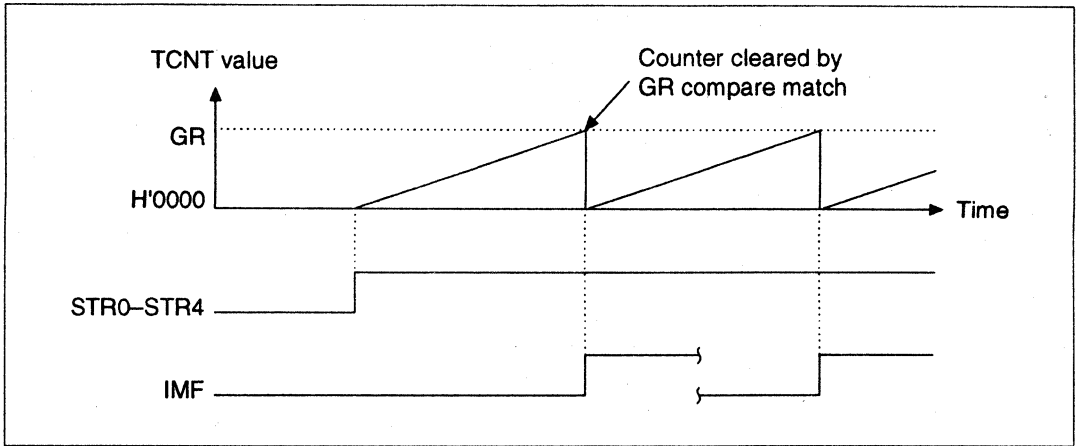 TCNT value
Counter cleared by
GR compare match
GR
H'0000
Time
STR0–STR4
IMF